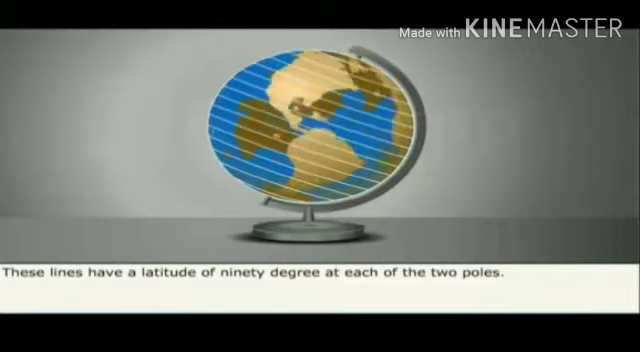 Made with KINEMASTER
These lines have a latitude of ninety degree at each of the two poles.